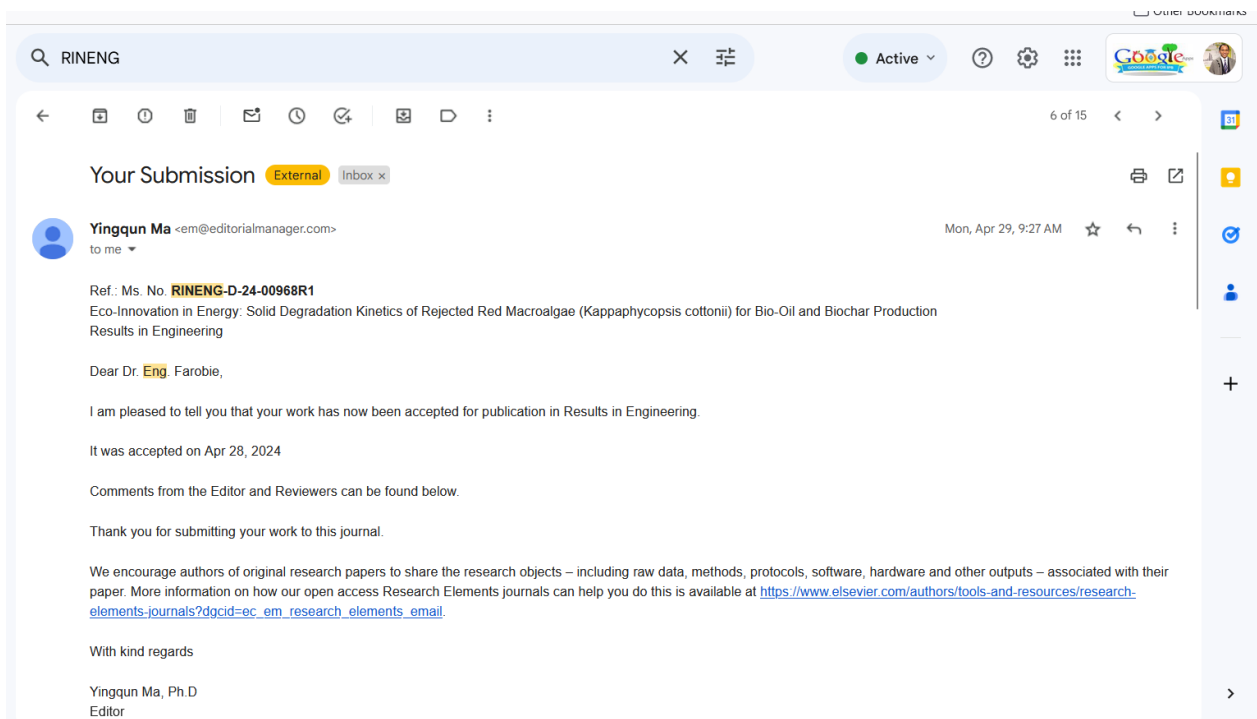 Other Bookmarks
RINENG
Active
Google
GOOGLE APPS FOR IPB
Apps
6 of 15
31
Your Submission External Inbox ×
Yingqun Ma <em@editorialmanager.com> Mon, Apr 29, 9:27 AM
to me
Ref.: Ms. No. RINENG-D-24-00968R1
Eco-Innovation in Energy: Solid Degradation Kinetics of Rejected Red Macroalgae (Kappaphycopsis cottonii) for Bio-Oil and Biochar Production
Results in Engineering
Dear Dr. Eng. Farobie,
I am pleased to tell you that your work has now been accepted for publication in Results in Engineering.
It was accepted on Apr 28, 2024
Comments from the Editor and Reviewers can be found below.
Thank you for submitting your work to this journal.
We encourage authors of original research papers to share the research objects – including raw data, methods, protocols, software, hardware and other outputs – associated with their
paper. More information on how our open access Research Elements journals can help you do this is available at https://www.elsevier.com/authors/tools-and-resources/research-
elements-journals?dgcid=ec_em_research_elements_email.
With kind regards
Yingqun Ma, Ph.D
Editor